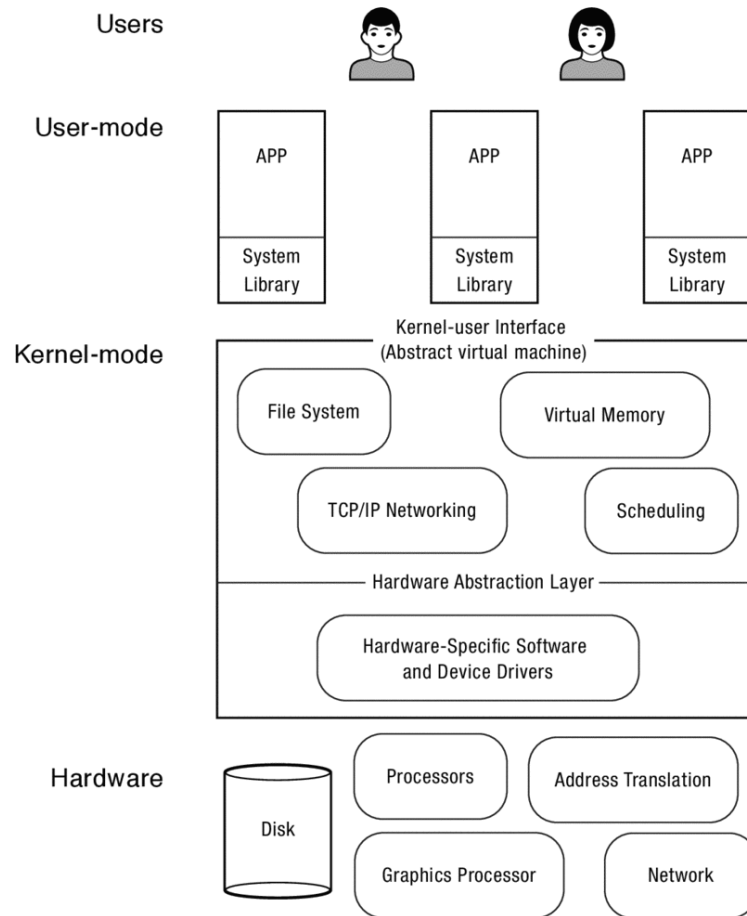 Users
User-mode
APP
APP
APP
System
Library
System
Library
System
Library
Kernel-mode
Kernel-user Interface
(Abstract virtual machine)
File System
Virtual Memory
TCP/IP Networking
Scheduling
Hardware Abstraction Layer
Hardware-Specific Software
and Device Drivers
Hardware
Disk
Processors
Address Translation
Graphics Processor
Network